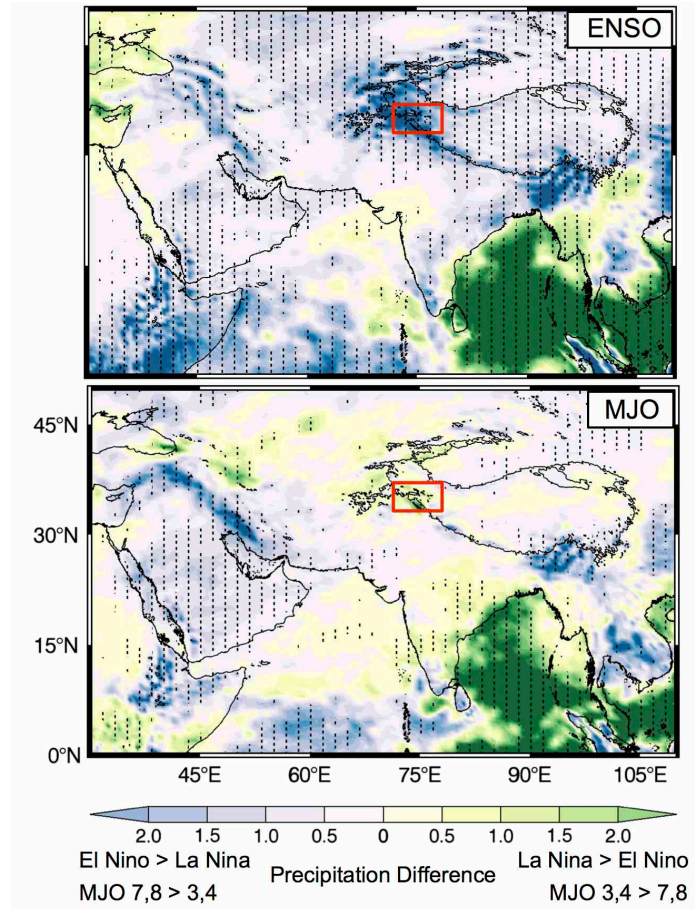 ENSO
MJO
45°N
30°N
15°N
0°N
45°E 60°E 75°E 90°E 105°E
2.0 1.5 1.0 0.5 0 0.5 1.0 1.5 2.0
El Nino > La Nina Precipitation Difference La Nina > El Nino
MJO 7,8 > 3,4 MJO 3,4 > 7,8